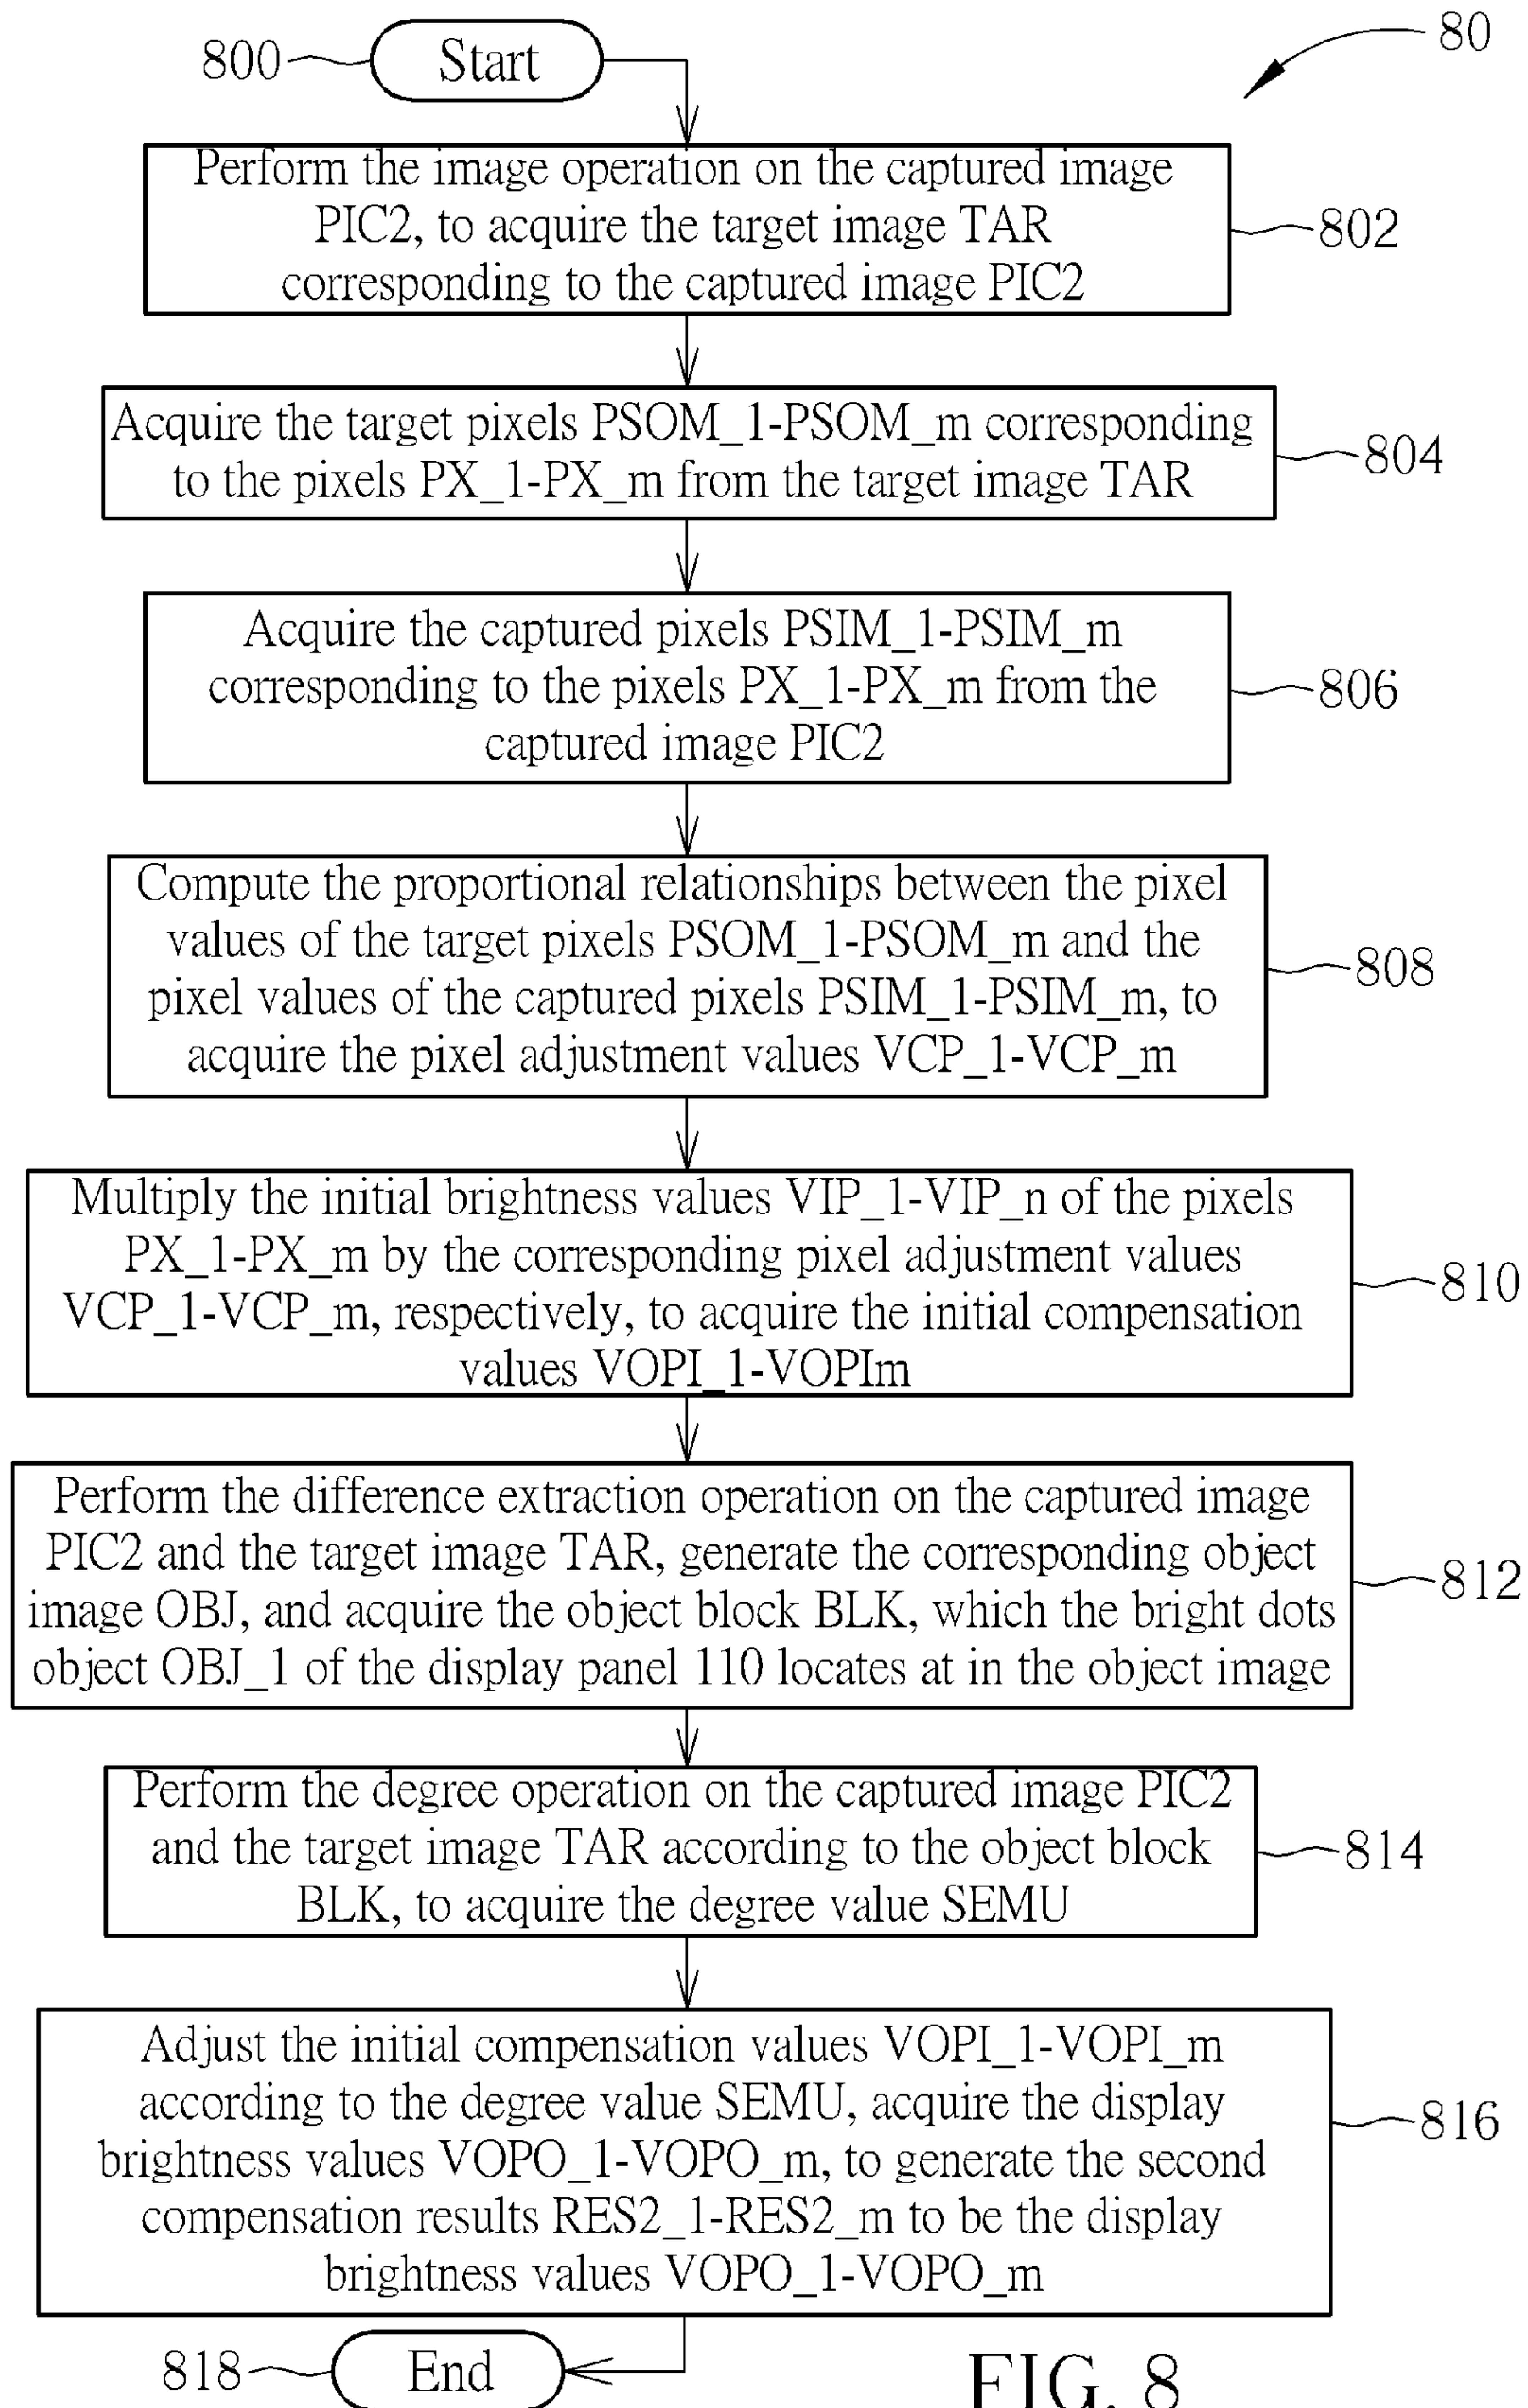 80
800
Start
Perform the image operation on the captured image
PIC2, to acquire the target image TAR
corresponding to the captured image PIC2
802
Acquire the target pixels PSOM_1-PSOM_m corresponding
to the pixels PX_1-PX_m from the target image TAR
804
Acquire the captured pixels PSIM_1-PSIM_m
corresponding to the pixels PX_1-PX_m from the
captured image PIC2
806
Compute the proportional relationships between the pixel
values of the target pixels PSOM_1-PSOM_m and the
pixel values of the captured pixels PSIM_1-PSIM_m, to
acquire the pixel adjustment values VCP_1-VCP_m
808
Multiply the initial brightness values VIP_1-VIP_n of the pixels
PX_1-PX_m by the corresponding pixel adjustment values
VCP_1-VCP_m, respectively, to acquire the initial compensation
values VOPI_1-VOPIm
810
Perform the difference extraction operation on the captured image
PIC2 and the target image TAR, generate the corresponding object
image OBJ, and acquire the object block BLK, which the bright dots
object OBJ_1 of the display panel 110 locates at in the object image
812
Perform the degree operation on the captured image PIC2
and the target image TAR according to the object block
BLK, to acquire the degree value SEMU
814
Adjust the initial compensation values VOPI_1-VOPI_m
according to the degree value SEMU, acquire the display
brightness values VOPO_1-VOPO_m, to generate the second
compensation results RES2_1-RES2_m to be the display
brightness values VOPO_1-VOPO_m
816
818
End
FIG. 8